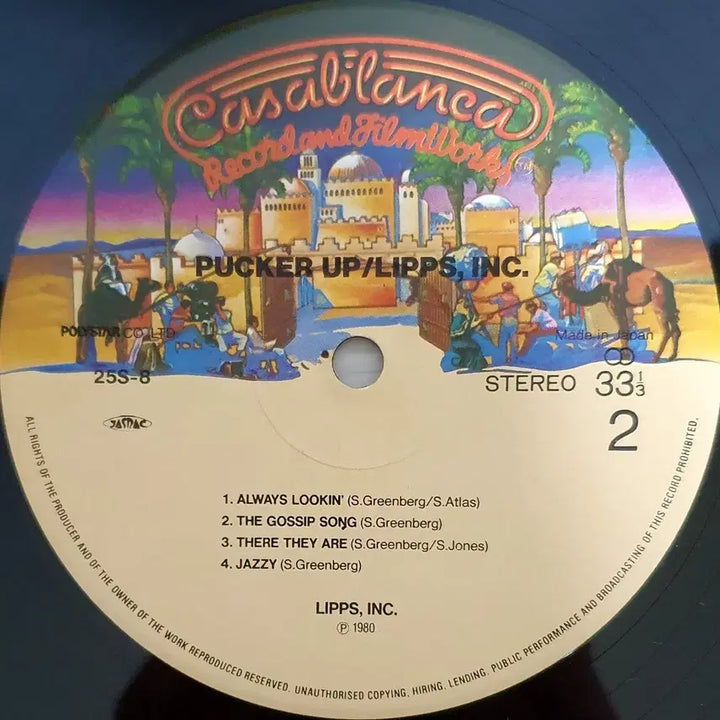 Casablanca
Record and FilmWorks
PUCKER UP/LIPPS, INC.
POLYSTAR CO., LTD.
Made in Japan
25S-8
STEREO 33 1/3
JASRAC
2
1. ALWAYS LOOKIN' (S.Greenberg/S.Atlas)
2. THE GOSSIP SONG (S.Greenberg)
3. THERE THEY ARE (S.Greenberg/S.Jones)
4. JAZZY (S.Greenberg)
LIPPS, INC.
Ⓟ 1980
ALL RIGHTS OF THE PRODUCER AND OF THE OWNER OF THE WORK REPRODUCED RESERVED. UNAUTHORISED COPYING, HIRING, LENDING, PUBLIC PERFORMANCE AND BROADCASTING OF THIS RECORD PROHIBITED.